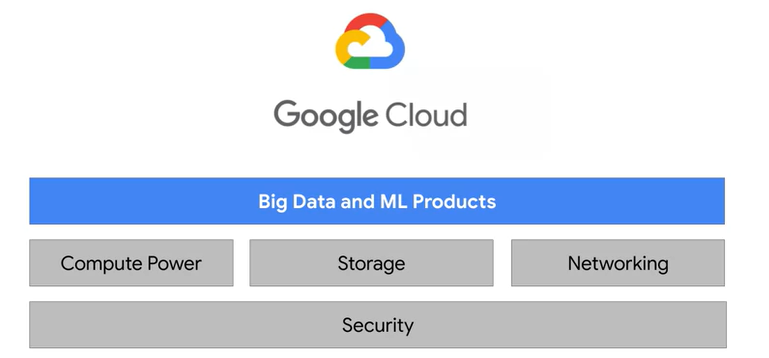 Google Cloud
Big Data and ML Products
Compute Power
Storage
Networking
Security